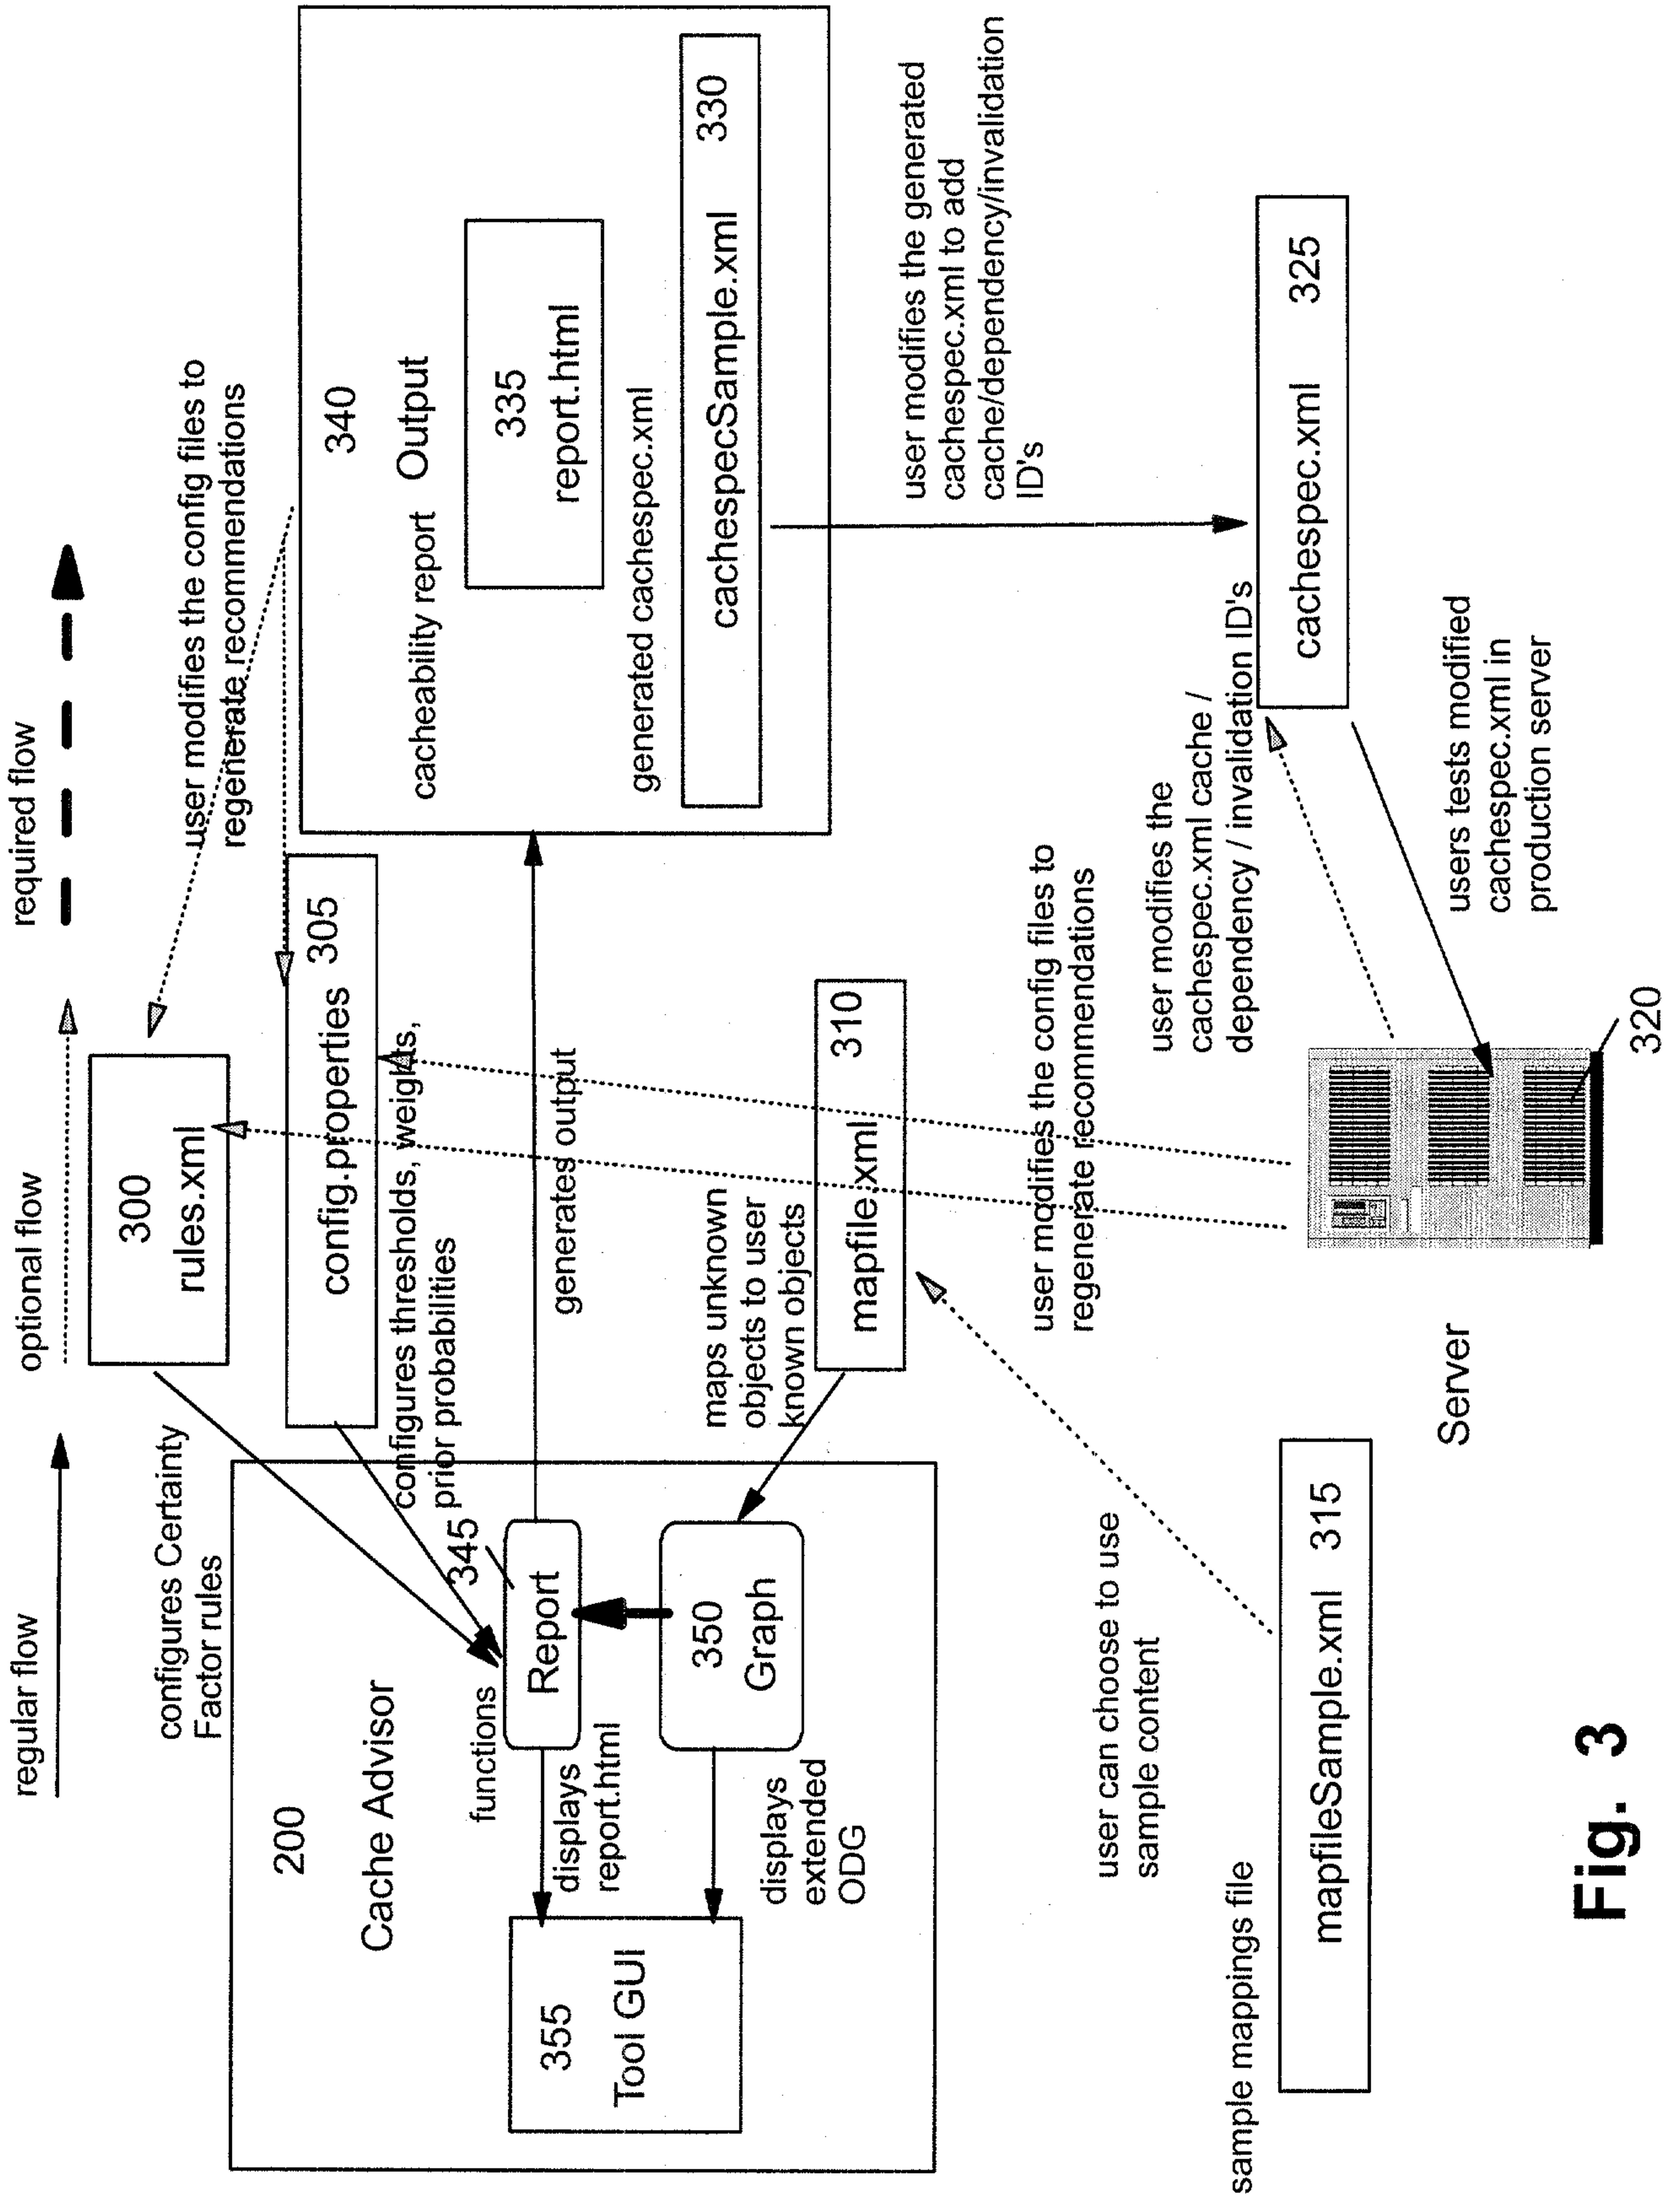 regular flow
optional flow
required flow
configures Certainty
Factor rules
300
rules.xml
user modifies the config files to
regenerate recommendations
config.properties 305
configures thresholds, weights,
prior probabilities
200
Cache Advisor
functions
345
Report
displays
report.html
350
Graph
displays
extended
ODG
355
Tool GUI
generates output
maps unknown
objects to user
known objects
mapfile.xml 310
340
Output
cacheability report
335
report.html
generated cachespec.xml
cachespecSample.xml 330
user modifies the generated
cachespec.xml to add
cache/dependency/invalidation
ID's
user modifies the config files to
regenerate recommendations
user modifies the
cachespec.xml cache /
dependency / invalidation ID's
cachespec.xml 325
users tests modified
cachespec.xml in
production server
320
Server
user can choose to use
sample content
sample mappings file
mapfileSample.xml 315
Fig. 3